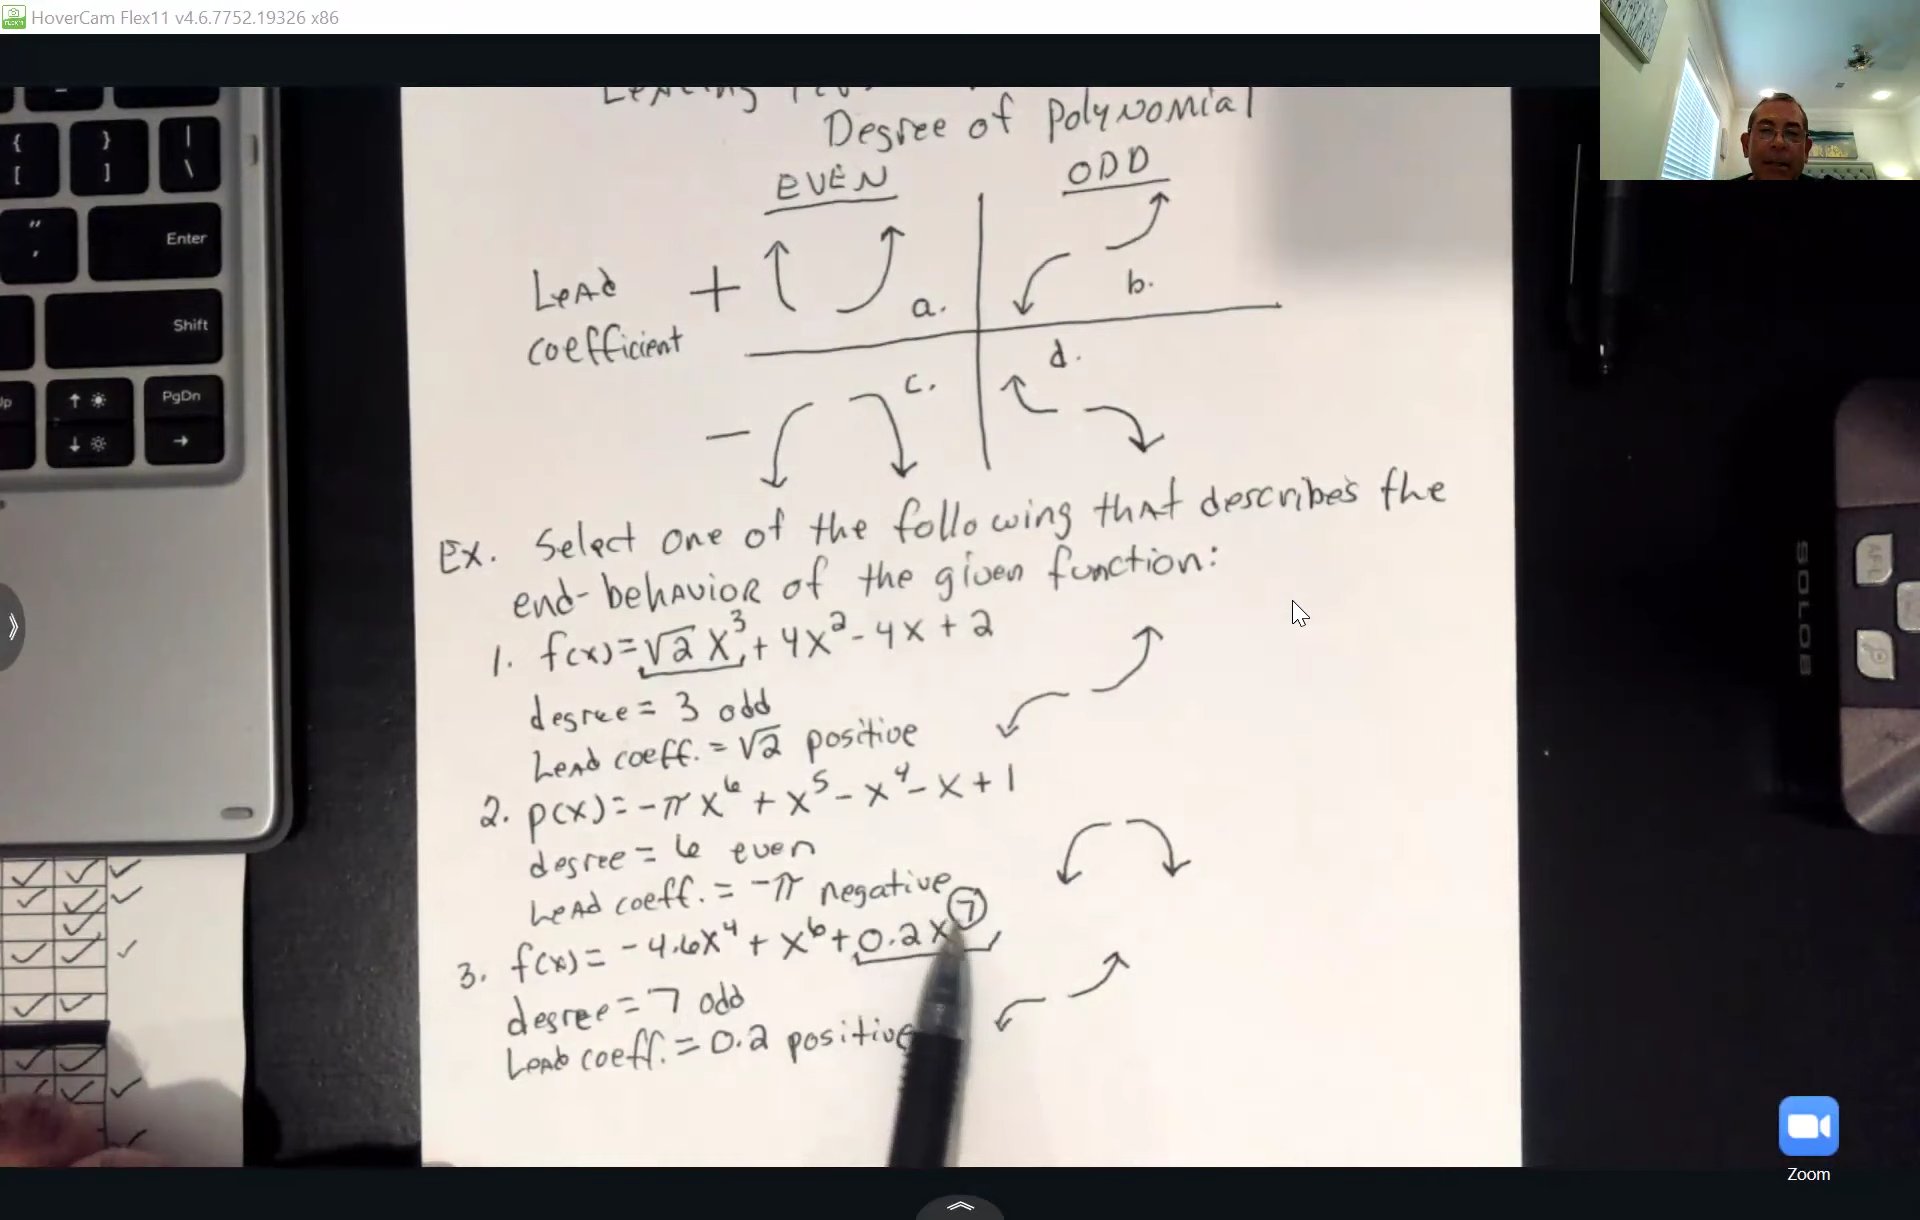 HoverCam Flex11 v4.6.7752.19326 x86
Degree of Polynomial
EVEN
ODD
Lead
coefficient
+
a.
b.
c.
d.
−
Ex. Select one of the following that describes the
end-behavior of the given function:
1. f(x)=√2 x³ + 4x² - 4x + 2
degree = 3 odd
Lead coeff. = √2 positive
2. p(x) = -πx⁶ + x⁵ - x⁴ - x + 1
degree = 6 even
Lead coeff. = -π negative
3. f(x) = -4.6x⁴ + x⁶ + 0.2x⁷
degree = 7 odd
Lead coeff. = 0.2 positive
{
[
}
]
|
\
"
,
Enter
Shift
PgDn
SOLO8
Zoom